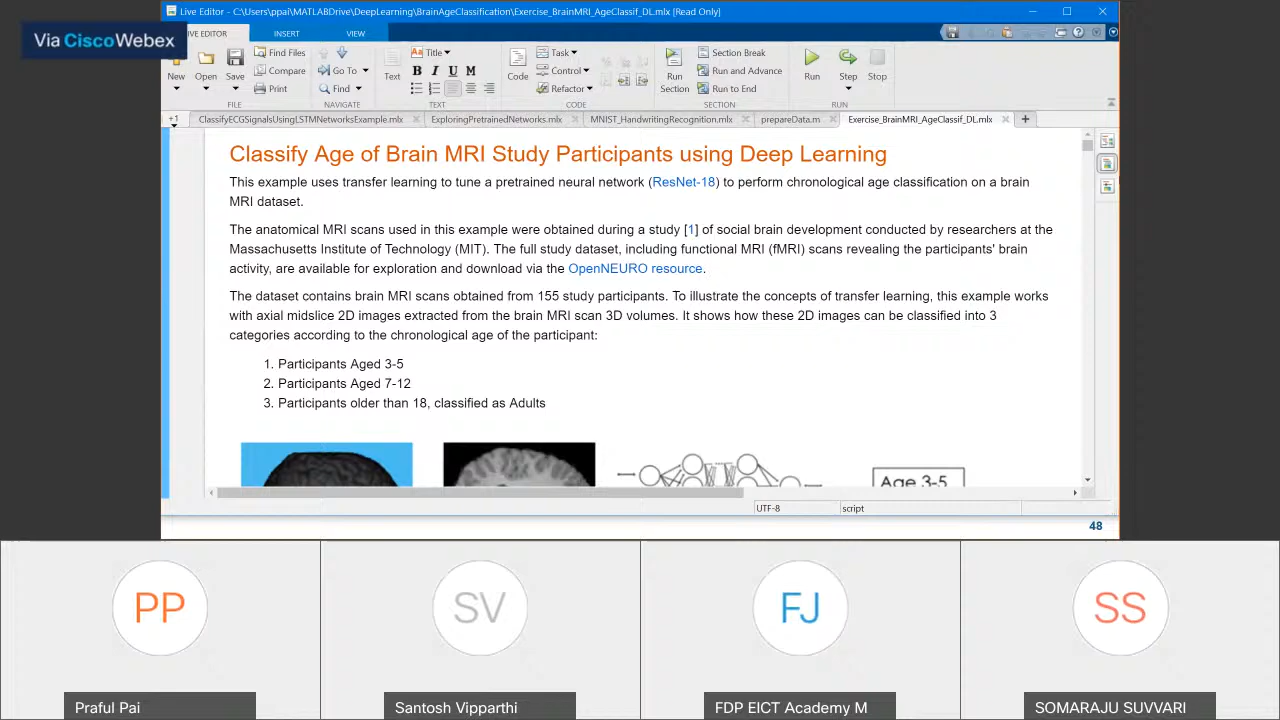 Live Editor - C:\Users\ppai\MATLABDrive\DeepLearning\BrainAgeClassification\Exercise_BrainMRI_AgeClassif_DL.mlx [Read Only]
Via CiscoWebex
IVE EDITOR INSERT VIEW
New Open Save Find Files Compare Print
FILE
Go To Find
NAVIGATE
Text Title B I U M
TEXT
Code Task Control Refactor
CODE
Run Section Section Break Run and Advance Run to End
SECTION
Run Step Stop
RUN
+1 ClassifyECGSignalsUsingLSTMNetworksExample.mlx ExploringPretrainedNetworks.mlx MNIST_HandwritingRecognition.mlx prepareData.m Exercise_BrainMRI_AgeClassif_DL.mlx
Classify Age of Brain MRI Study Participants using Deep Learning
This example uses transfer learning to tune a pretrained neural network (ResNet-18) to perform chronological age classification on a brain
MRI dataset.
The anatomical MRI scans used in this example were obtained during a study [1] of social brain development conducted by researchers at the
Massachusetts Institute of Technology (MIT). The full study dataset, including functional MRI (fMRI) scans revealing the participants' brain
activity, are available for exploration and download via the OpenNEURO resource.
The dataset contains brain MRI scans obtained from 155 study participants. To illustrate the concepts of transfer learning, this example works
with axial midslice 2D images extracted from the brain MRI scan 3D volumes. It shows how these 2D images can be classified into 3
categories according to the chronological age of the participant:
1. Participants Aged 3-5
2. Participants Aged 7-12
3. Participants older than 18, classified as Adults
Age 3-5
UTF-8 script
48
PP SV FJ SS
Praful Pai Santosh Vipparthi FDP EICT Academy M SOMARAJU SUVVARI